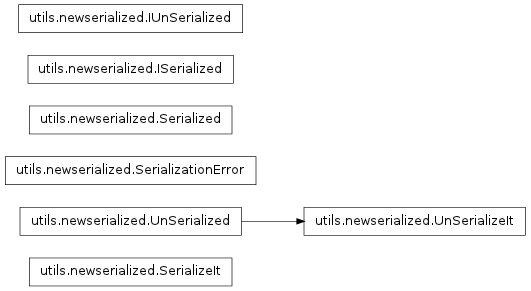 utils.newserialized.IUnSerialized
utils.newserialized.ISerialized
utils.newserialized.Serialized
utils.newserialized.SerializationError
utils.newserialized.UnSerialized
utils.newserialized.UnSerializeIt
utils.newserialized.SerializeIt